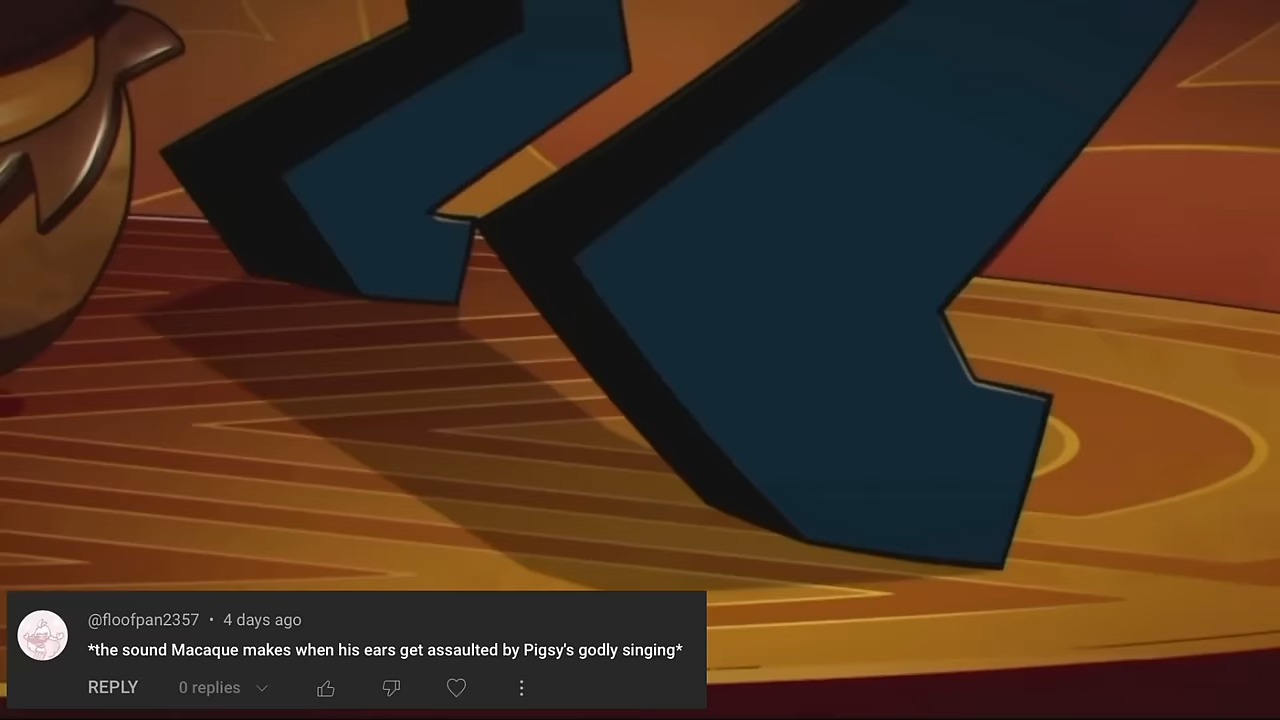 @floofpan2357 • 4 days ago
*the sound Macaque makes when his ears get assaulted by Pigsy's godly singing*
REPLY 0 replies